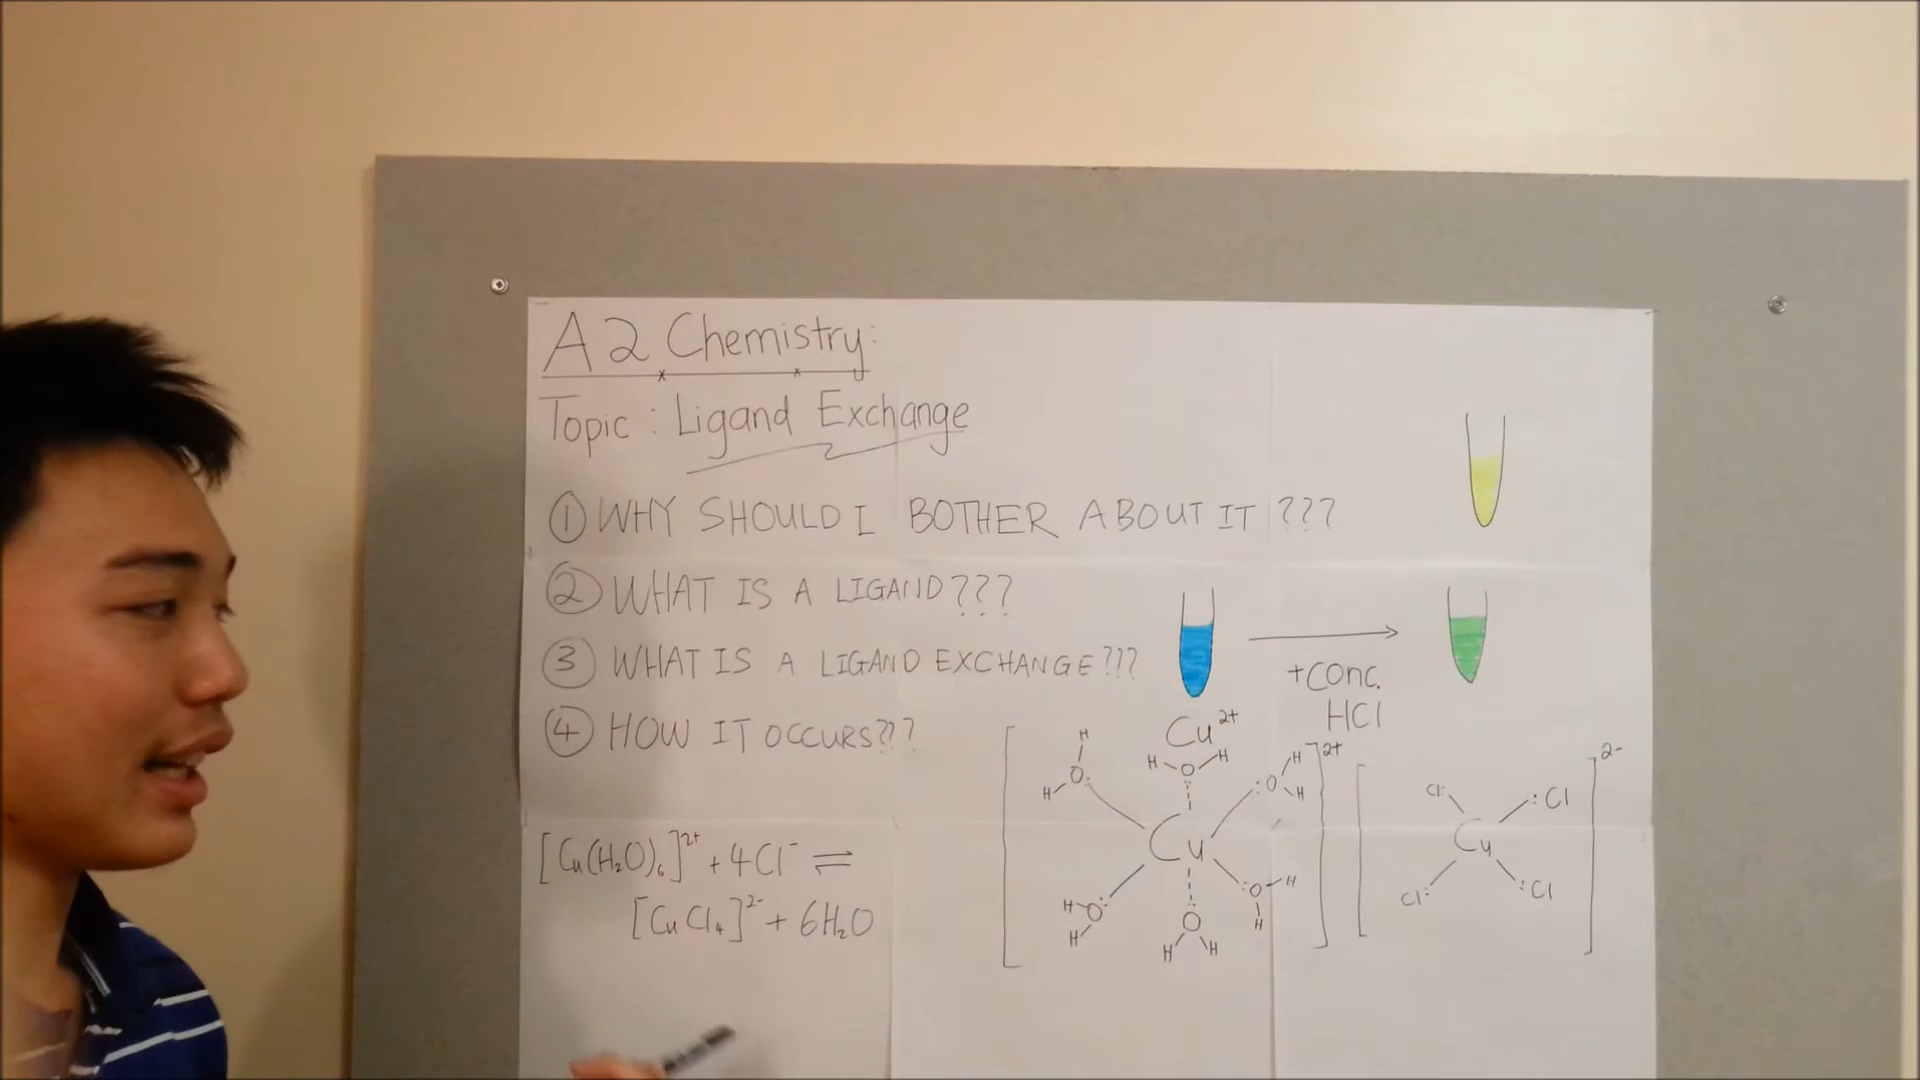 A2 Chemistry:
Topic : Ligand Exchange
① WHY SHOULD I BOTHER ABOUT IT ???
② WHAT IS A LIGAND???
③ WHAT IS A LIGAND EXCHANGE???
④ HOW IT OCCURS???
+conc.
HCl
Cu²⁺
[Cu(H₂O)₆]²⁺ + 4Cl⁻ ⇌
[CuCl₄]²⁻ + 6H₂O
H
H O:
H O H
:O H
H
2+
Cu
H O:
H
:O H
H
O
H H
2-
Cl:
:Cl
Cu
Cl:
:Cl